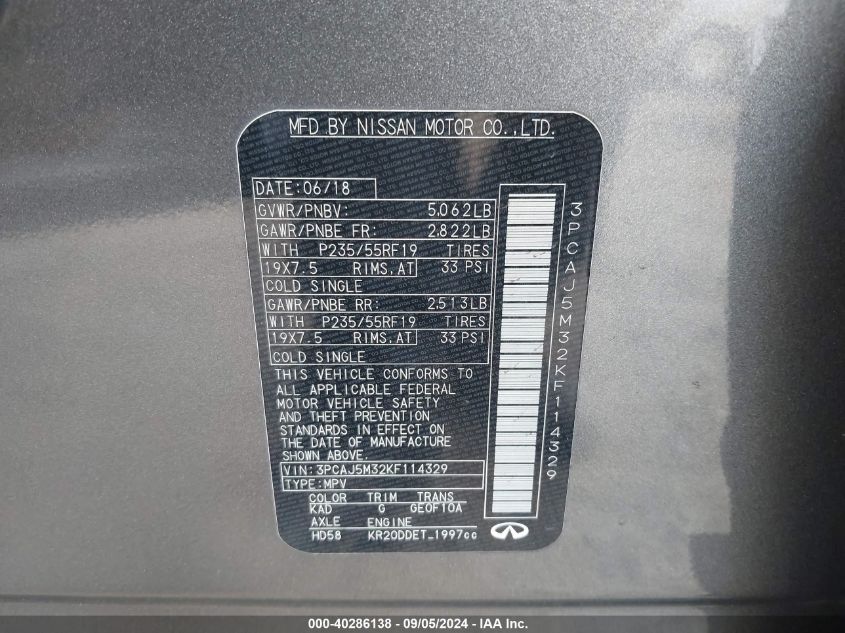 MFD BY NISSAN MOTOR CO.,LTD.
DATE:06/18
GVWR/PNBV: 5,062LB
GAWR/PNBE FR: 2,822LB
WITH P235/55RF19 TIRES
19X7.5 RIMS,AT 33 PSI
COLD SINGLE
GAWR/PNBE RR: 2,513LB
WITH P235/55RF19 TIRES
19X7.5 RIMS,AT 33 PSI
COLD SINGLE
THIS VEHICLE CONFORMS TO
ALL APPLICABLE FEDERAL
MOTOR VEHICLE SAFETY
AND THEFT PREVENTION
STANDARDS IN EFFECT ON
THE DATE OF MANUFACTURE
SHOWN ABOVE.
VIN:3PCAJ5M32KF114329
TYPE:MPV
COLOR TRIM TRANS
KAD G GE0F10A
AXLE ENGINE
HD58 KR20DDET_1997cc
3PCAJ5M32KF114329
000-40286138 - 09/05/2024 - IAA Inc.